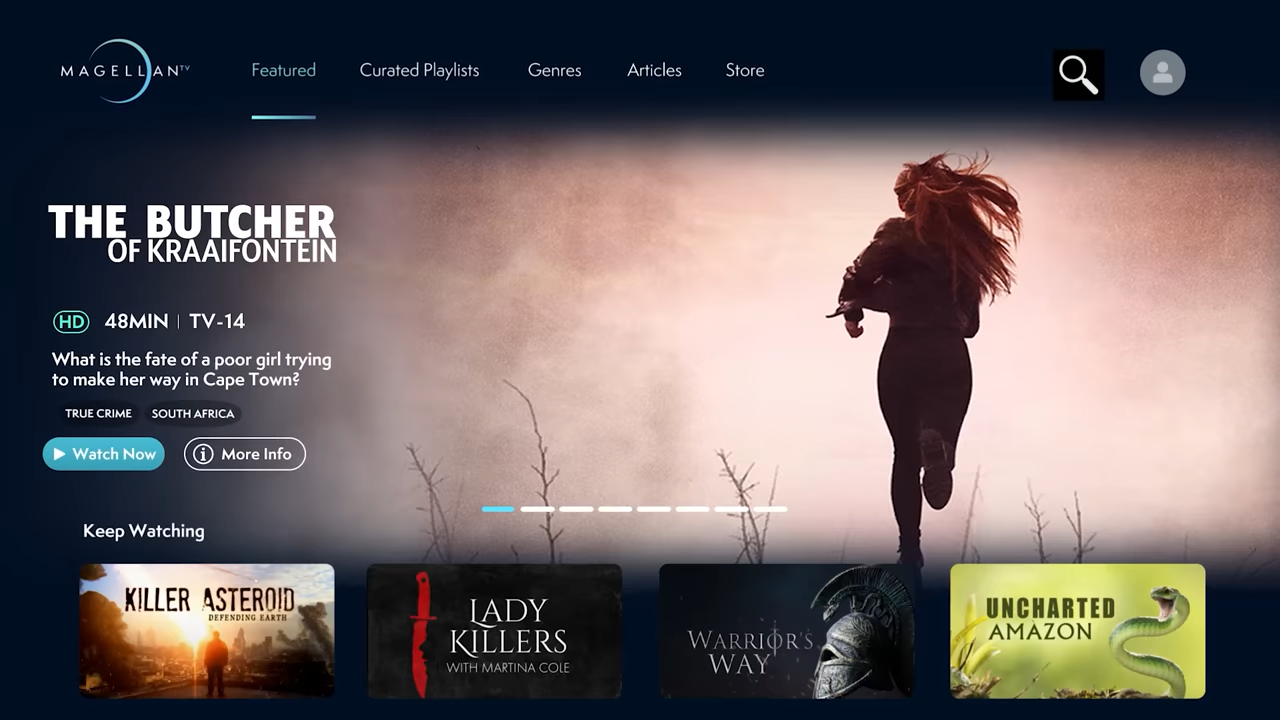 MAGELLAN TV
Featured
Curated Playlists
Genres
Articles
Store
THE BUTCHER
OF KRAAIFONTEIN
HD 48MIN | TV-14
What is the fate of a poor girl trying
to make her way in Cape Town?
TRUE CRIME SOUTH AFRICA
Watch Now
More Info
Keep Watching
KILLER ASTEROID
DEFENDING EARTH
LADY
KILLERS
WITH MARTINA COLE
WARRIOR'S
WAY
UNCHARTED
AMAZON